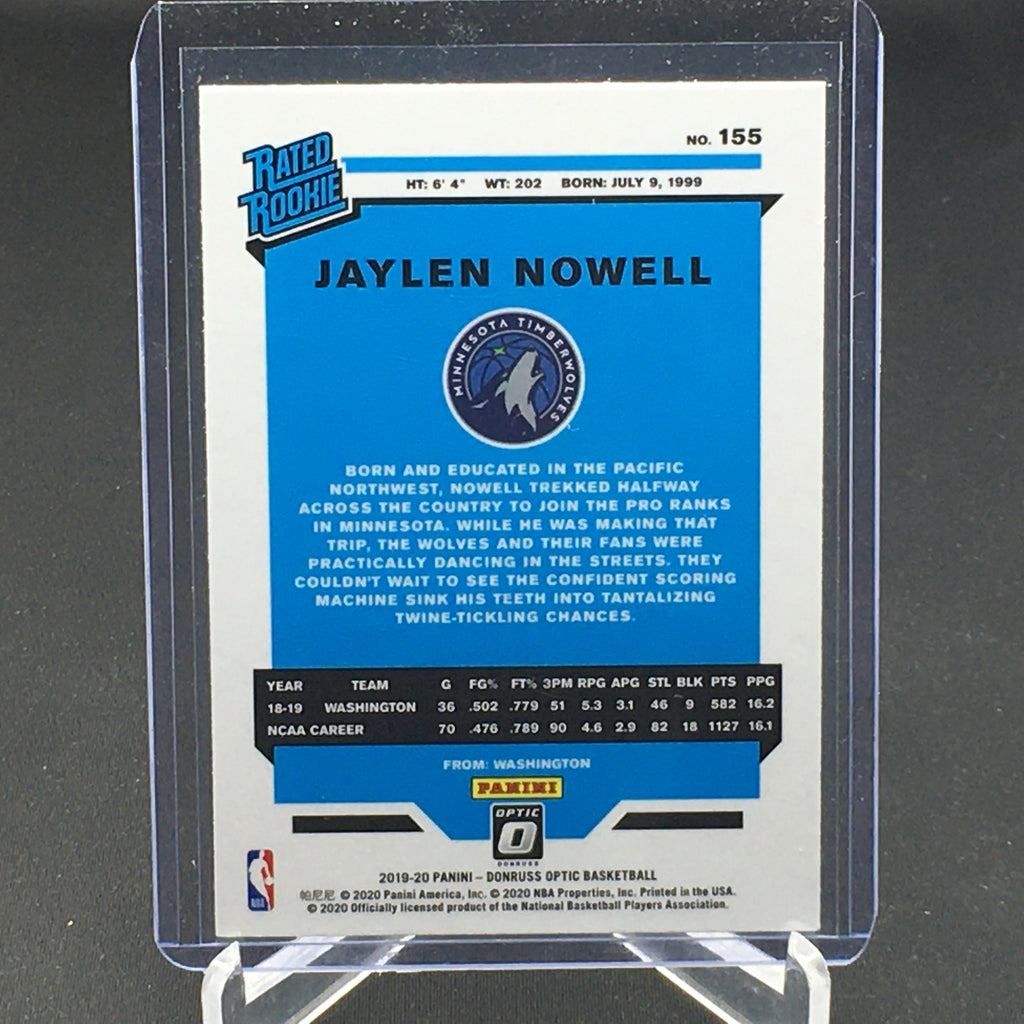 RATED
ROOKIE
NO. 155
HT: 6' 4" WT: 202 BORN: JULY 9, 1999
JAYLEN NOWELL
MINNESOTA TIMBERWOLVES
BORN AND EDUCATED IN THE PACIFIC
NORTHWEST, NOWELL TREKKED HALFWAY
ACROSS THE COUNTRY TO JOIN THE PRO RANKS
IN MINNESOTA. WHILE HE WAS MAKING THAT
TRIP, THE WOLVES AND THEIR FANS WERE
PRACTICALLY DANCING IN THE STREETS. THEY
COULDN'T WAIT TO SEE THE CONFIDENT SCORING
MACHINE SINK HIS TEETH INTO TANTALIZING
TWINE-TICKLING CHANCES.
YEAR TEAM G FG% FT% 3PM RPG APG STL BLK PTS PPG
18-19 WASHINGTON 36 .502 .779 51 5.3 3.1 46 9 582 16.2
NCAA CAREER 70 .476 .789 90 4.6 2.9 82 18 1127 16.1
FROM: WASHINGTON
PANINI
OPTIC
O
DONRUSS
2019-20 PANINI – DONRUSS OPTIC BASKETBALL
NBA
帕尼尼 © 2020 Panini America, Inc. © 2020 NBA Properties, Inc. Printed in the USA.
© 2020 Officially licensed product of the National Basketball Players Association.